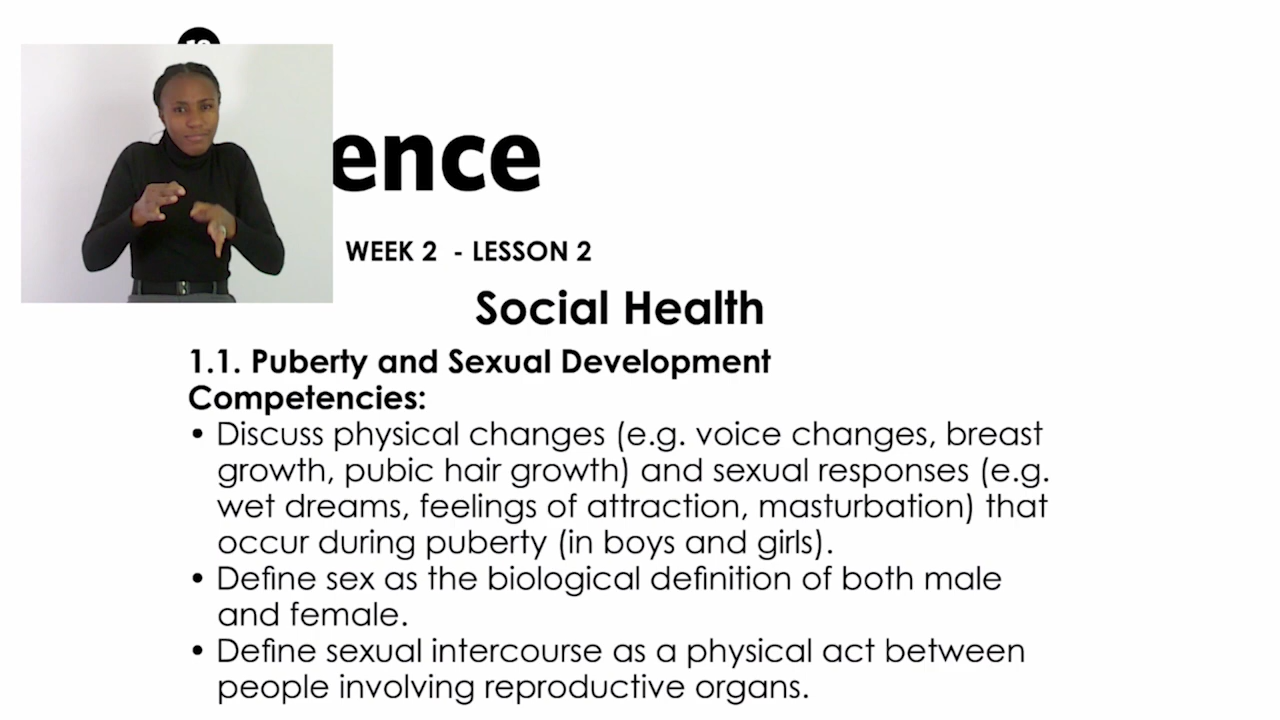 ence
WEEK 2 - LESSON 2
Social Health
1.1. Puberty and Sexual Development
Competencies:
• Discuss physical changes (e.g. voice changes, breast
growth, pubic hair growth) and sexual responses (e.g.
wet dreams, feelings of attraction, masturbation) that
occur during puberty (in boys and girls).
• Define sex as the biological definition of both male
and female.
• Define sexual intercourse as a physical act between
people involving reproductive organs.